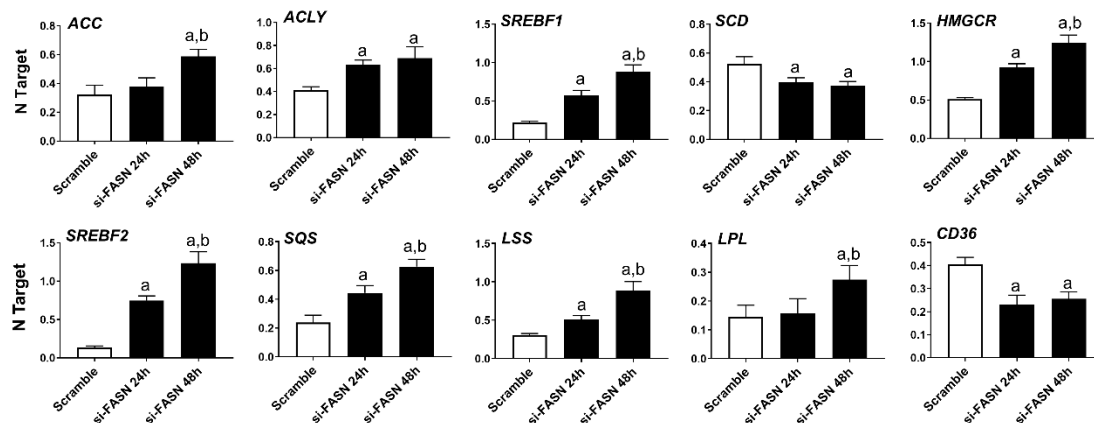 ACC
N Target
0.8
0.6
0.4
0.2
0.0
a,b
Scramble
si-FASN 24h
si-FASN 48h
ACLY
1.0
0.8
0.6
0.4
0.2
0.0
a
a
Scramble
si-FASN 24h
si-FASN 48h
SREBF1
1.5
1.0
0.5
0.0
a
a,b
Scramble
si-FASN 24h
si-FASN 48h
SCD
0.8
0.6
0.4
0.2
0.0
a
a
Scramble
si-FASN 24h
si-FASN 48h
HMGCR
1.5
1.0
0.5
0.0
a
a,b
Scramble
si-FASN 24h
si-FASN 48h
SREBF2
N Target
1.5
1.0
0.5
0.0
a
a,b
Scramble
si-FASN 24h
si-FASN 48h
SQS
0.8
0.6
0.4
0.2
0.0
a
a,b
Scramble
si-FASN 24h
si-FASN 48h
LSS
1.5
1.0
0.5
0.0
a
a,b
Scramble
si-FASN 24h
si-FASN 48h
LPL
0.4
0.3
0.2
0.1
0.0
a,b
Scramble
si-FASN 24h
si-FASN 48h
CD36
0.5
0.4
0.3
0.2
0.1
0.0
a
a
Scramble
si-FASN 24h
si-FASN 48h